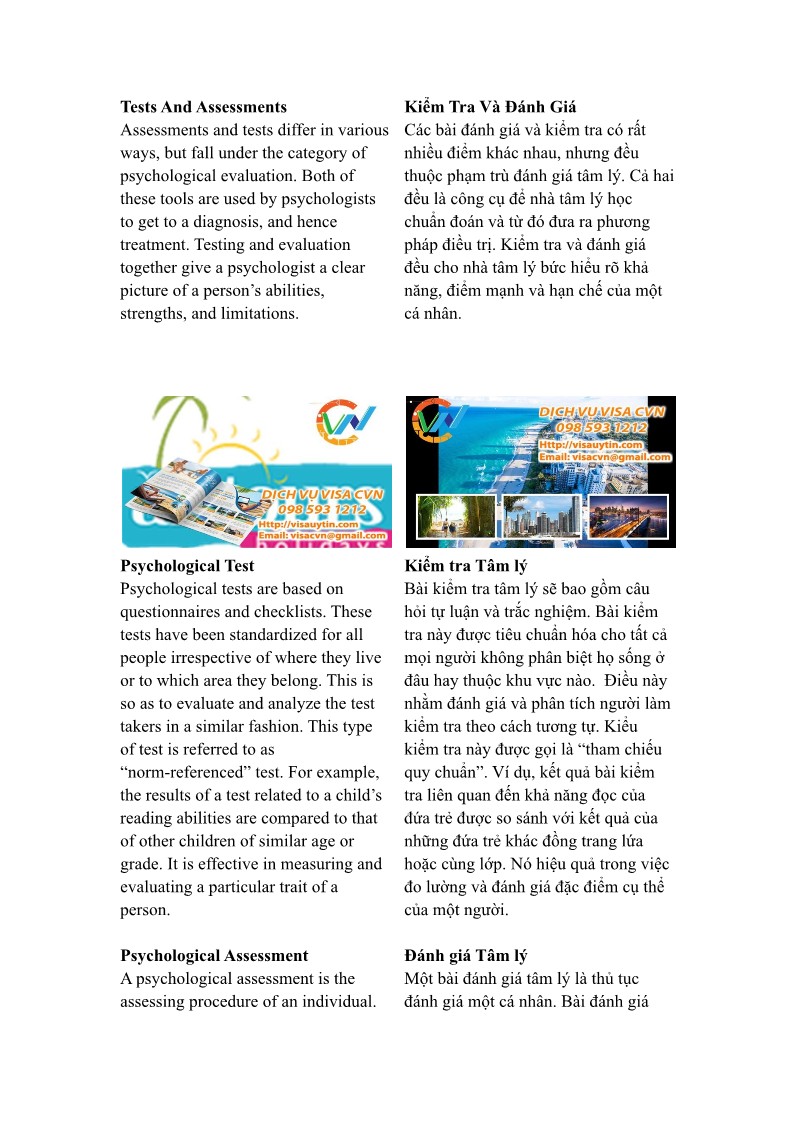 Tests And Assessments
Assessments and tests differ in various
ways, but fall under the category of
psychological evaluation. Both of
these tools are used by psychologists
to get to a diagnosis, and hence
treatment. Testing and evaluation
together give a psychologist a clear
picture of a person’s abilities,
strengths, and limitations.
Kiểm Tra Và Đánh Giá
Các bài đánh giá và kiểm tra có rất
nhiều điểm khác nhau, nhưng đều
thuộc phạm trù đánh giá tâm lý. Cả hai
đều là công cụ để nhà tâm lý học
chuẩn đoán và từ đó đưa ra phương
pháp điều trị. Kiểm tra và đánh giá
đều cho nhà tâm lý bức hiểu rõ khả
năng, điểm mạnh và hạn chế của một
cá nhân.
VN
DỊCH VỤ VISA CVN
098 593 1212
Http://visauytin.com
Email: visacvn@gmail.com
holidays
VN
DỊCH VỤ VISA CVN
098 593 1212
Http://visauytin.com
Email: visacvn@gmail.com
Psychological Test
Psychological tests are based on
questionnaires and checklists. These
tests have been standardized for all
people irrespective of where they live
or to which area they belong. This is
so as to evaluate and analyze the test
takers in a similar fashion. This type
of test is referred to as
“norm-referenced” test. For example,
the results of a test related to a child’s
reading abilities are compared to that
of other children of similar age or
grade. It is effective in measuring and
evaluating a particular trait of a
person.
Kiểm tra Tâm lý
Bài kiểm tra tâm lý sẽ bao gồm câu
hỏi tự luận và trắc nghiệm. Bài kiểm
tra này được tiêu chuẩn hóa cho tất cả
mọi người không phân biệt họ sống ở
đâu hay thuộc khu vực nào.  Điều này
nhằm đánh giá và phân tích người làm
kiểm tra theo cách tương tự. Kiểu
kiểm tra này được gọi là “tham chiếu
quy chuẩn”. Ví dụ, kết quả bài kiểm
tra liên quan đến khả năng đọc của
đứa trẻ được so sánh với kết quả của
những đứa trẻ khác đồng trang lứa
hoặc cùng lớp. Nó hiệu quả trong việc
đo lường và đánh giá đặc điểm cụ thể
của một người.
Psychological Assessment
A psychological assessment is the
assessing procedure of an individual.
Đánh giá Tâm lý
Một bài đánh giá tâm lý là thủ tục
đánh giá một cá nhân. Bài đánh giá